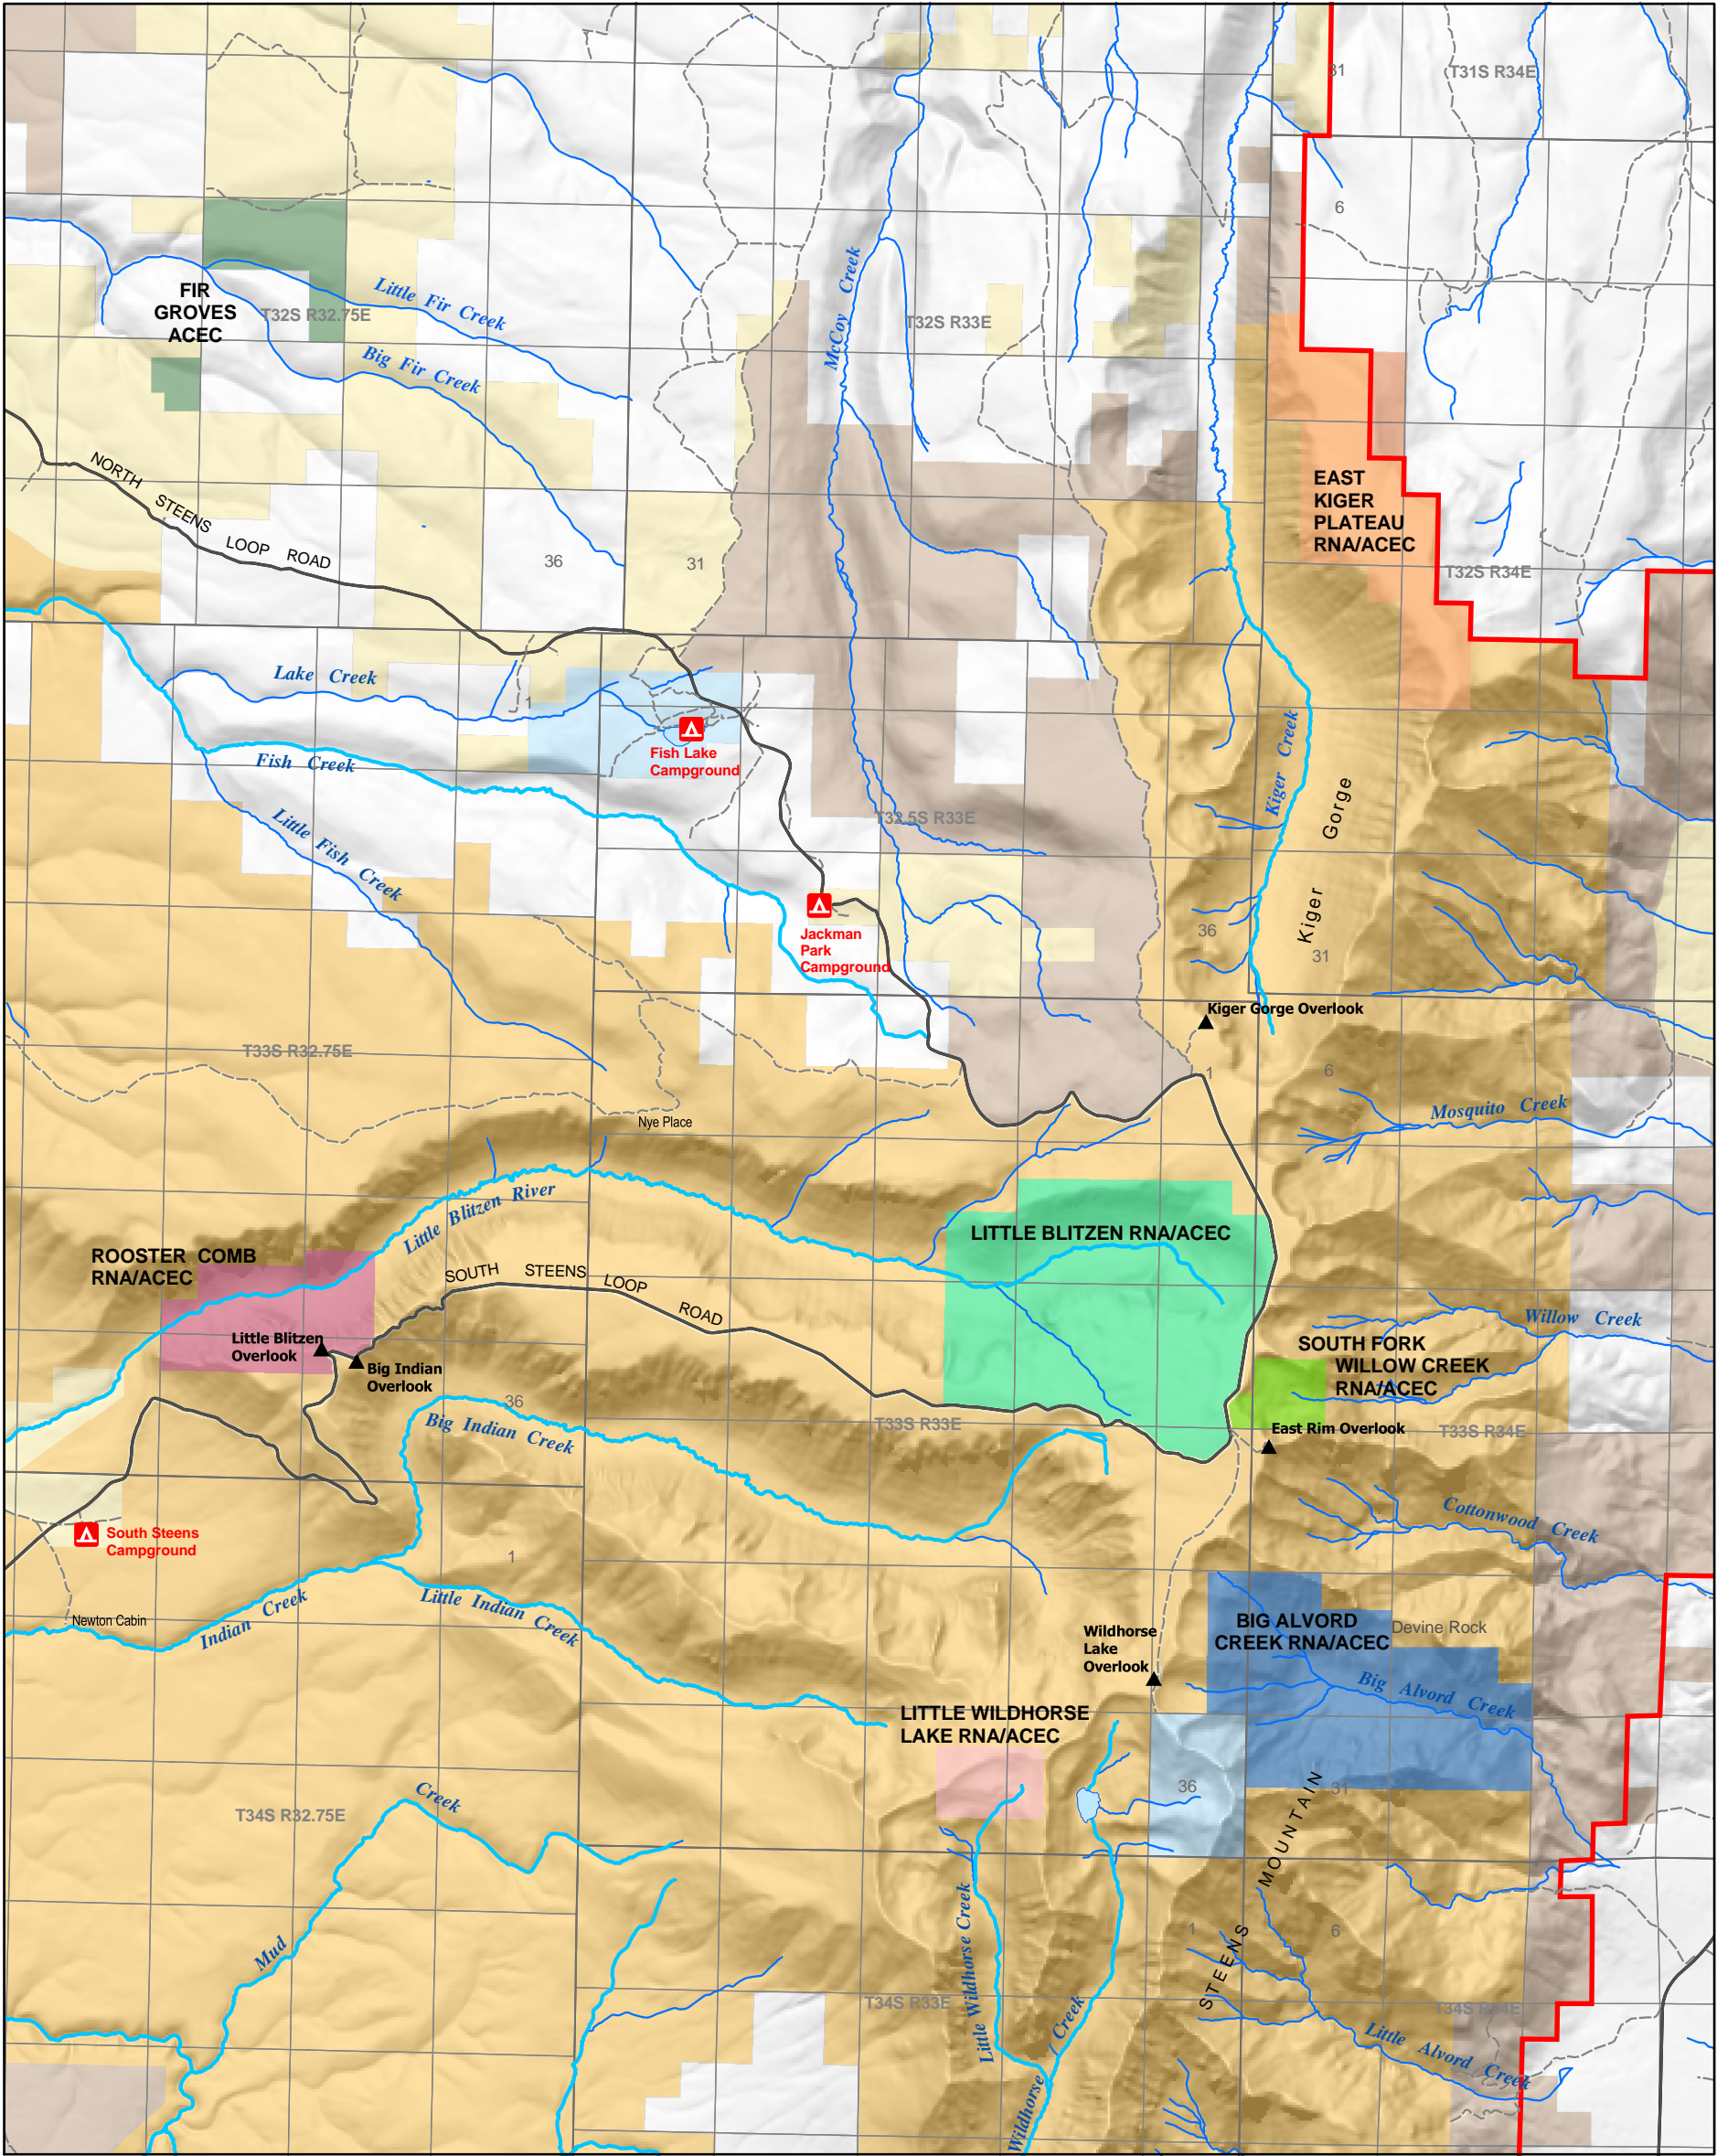 31
T31S R34E
6
McCoy Creek
FIR
GROVES
ACEC
T32S R32.75E
Little Fir Creek
Big Fir Creek
T32S R33E
NORTH STEENS LOOP ROAD
EAST
KIGER
PLATEAU
RNA/ACEC
36
31
T32S R34E
Lake Creek
1
Fish Lake
Campground
Fish Creek
Kiger Creek
Kiger Gorge
T32.5S R33E
Little Fish Creek
Jackman
Park
Campground
36
31
Kiger Gorge Overlook
T33S R32.75E
1
6
Mosquito Creek
Nye Place
Little Blitzen River
ROOSTER COMB
RNA/ACEC
LITTLE BLITZEN RNA/ACEC
SOUTH STEENS LOOP ROAD
Willow Creek
Little Blitzen
Overlook
Big Indian
Overlook
SOUTH FORK
WILLOW CREEK
RNA/ACEC
36
Big Indian Creek
T33S R33E
East Rim Overlook
T33S R34E
South Steens
Campground
Cottonwood Creek
1
Newton Cabin
Indian Creek
Little Indian Creek
Wildhorse
Lake
Overlook
BIG ALVORD
CREEK RNA/ACEC
Devine Rock
Big Alvord Creek
LITTLE WILDHORSE
LAKE RNA/ACEC
36
31
T34S R32.75E
Mud Creek
STEENS MOUNTAIN
1
6
T34S R33E
T34S R34E
Little Wildhorse Creek
Wildhorse Creek
Little Alvord Creek